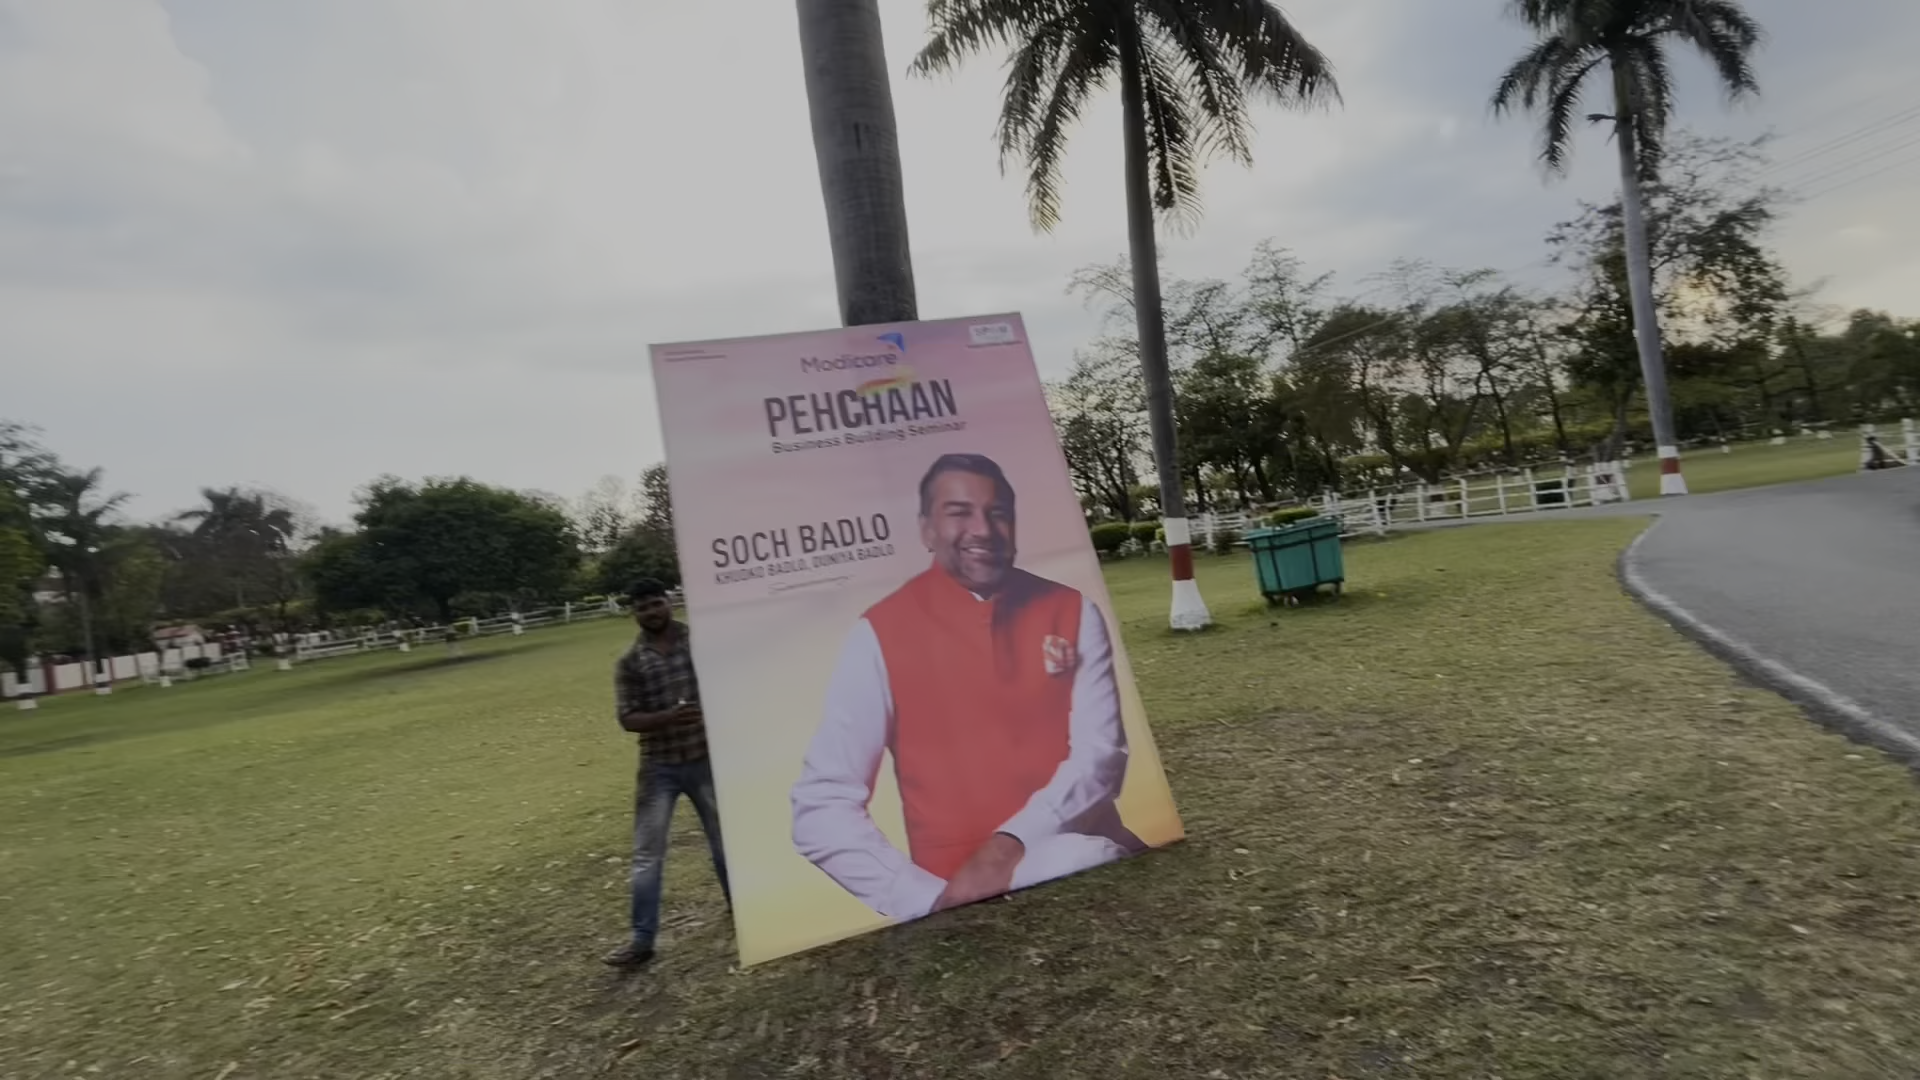 Modicare
PEHCHAAN
Business Building Seminar
SOCH BADLO
KHUDKO BADLO, DUNIYA BADLO